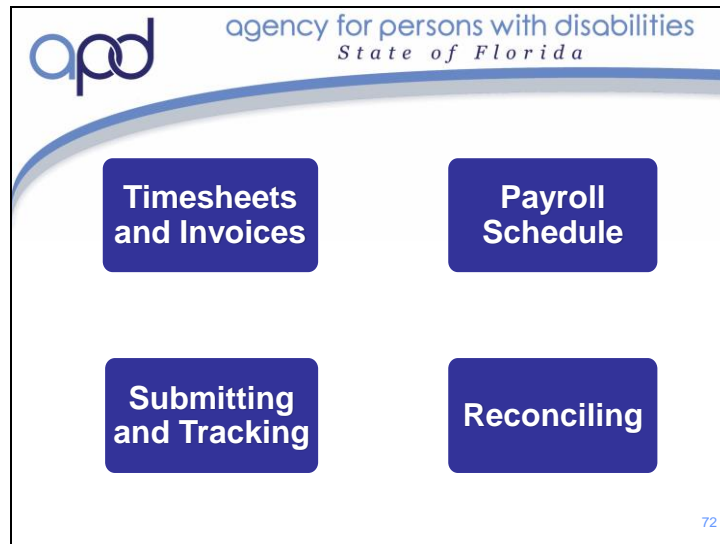 apd
agency for persons with disabilities
State of Florida
Timesheets
and Invoices
Payroll
Schedule
Submitting
and Tracking
Reconciling
72